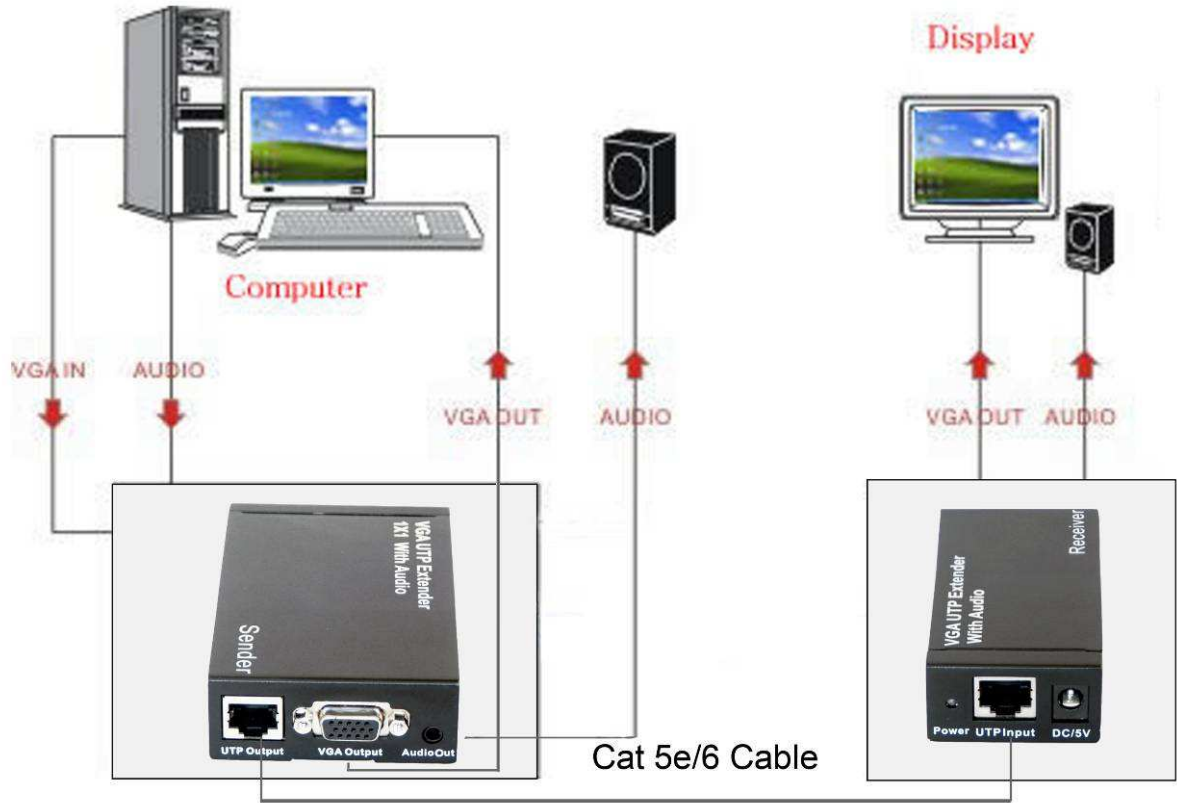 Display
Computer
VGA IN
AUDIO
VGA OUT
AUDIO
VGA OUT
AUDIO
VGA UTP Extender
1X1 With Audio
Sender
UTP Output
VGA Output
AudioOut
Receiver
VGA UTP Extender
With Audio
Power
UTP Input
DC/5V
Cat 5e/6 Cable